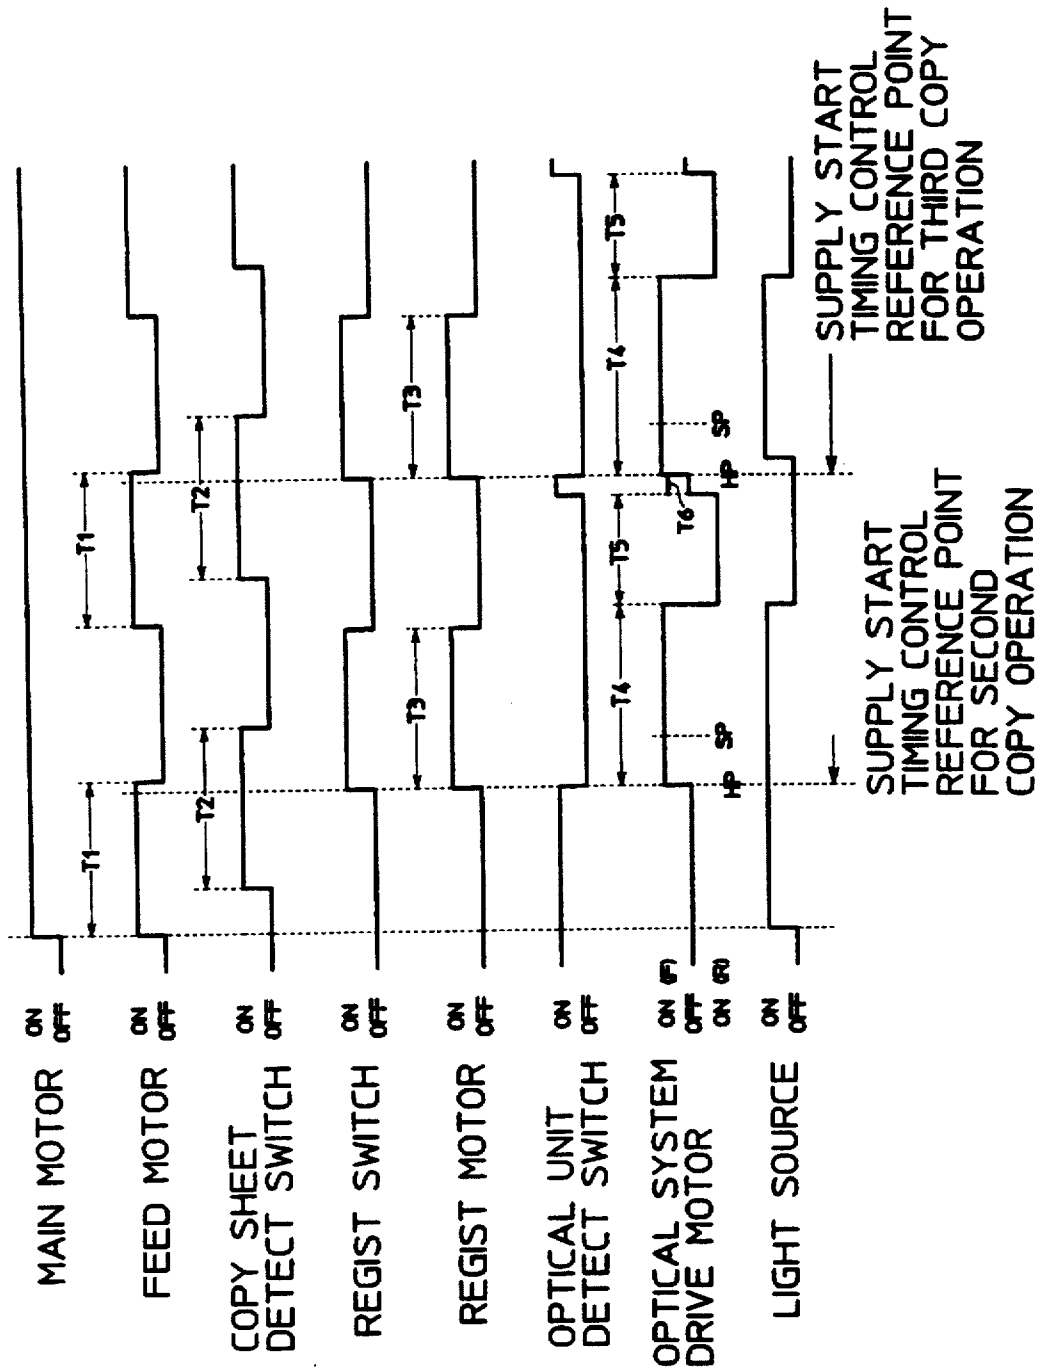 MAIN MOTOR ON
OFF
T1
T1
FEED MOTOR ON
OFF
T2
T2
COPY SHEET
DETECT SWITCH ON
OFF
REGIST SWITCH ON
OFF
T3
T3
REGIST MOTOR ON
OFF
OPTICAL UNIT
DETECT SWITCH ON
OFF
T4
T5
T4
T5
OPTICAL SYSTEM
DRIVE MOTOR ON (F)
OFF
ON (R)
T6
HP
SP
HP
SP
LIGHT SOURCE ON
OFF
SUPPLY START
TIMING CONTROL
REFERENCE POINT
FOR SECOND
COPY OPERATION
SUPPLY START
TIMING CONTROL
REFERENCE POINT
FOR THIRD COPY
OPERATION